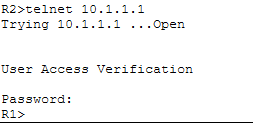 R2>telnet 10.1.1.1
Trying 10.1.1.1 ...Open
User Access Verification
Password:
R1>